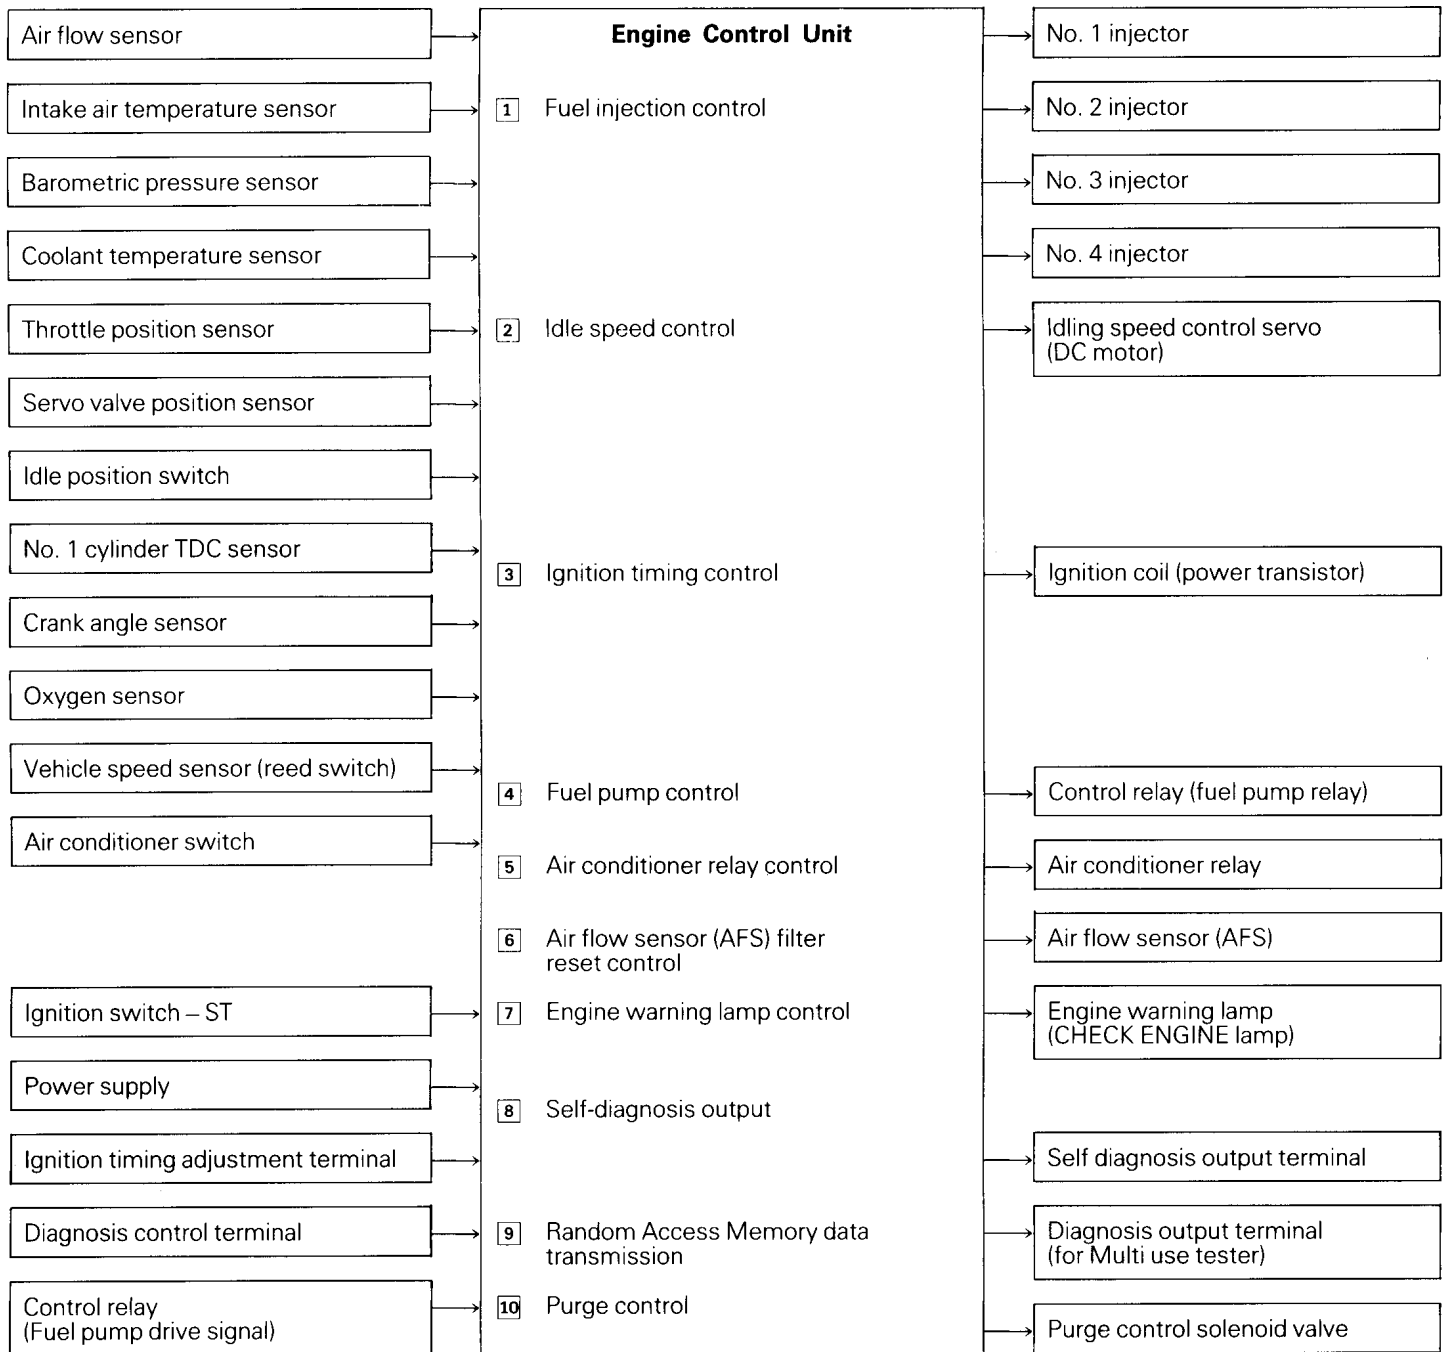 Air flow sensor
Intake air temperature sensor
Barometric pressure sensor
Coolant temperature sensor
Throttle position sensor
Servo valve position sensor
Idle position switch
No. 1 cylinder TDC sensor
Crank angle sensor
Oxygen sensor
Vehicle speed sensor (reed switch)
Air conditioner switch
Ignition switch – ST
Power supply
Ignition timing adjustment terminal
Diagnosis control terminal
Control relay
(Fuel pump drive signal)
Engine Control Unit
1 Fuel injection control
2 Idle speed control
3 Ignition timing control
4 Fuel pump control
5 Air conditioner relay control
6 Air flow sensor (AFS) filter
reset control
7 Engine warning lamp control
8 Self-diagnosis output
9 Random Access Memory data
transmission
10 Purge control
No. 1 injector
No. 2 injector
No. 3 injector
No. 4 injector
Idling speed control servo
(DC motor)
Ignition coil (power transistor)
Control relay (fuel pump relay)
Air conditioner relay
Air flow sensor (AFS)
Engine warning lamp
(CHECK ENGINE lamp)
Self diagnosis output terminal
Diagnosis output terminal
(for Multi use tester)
Purge control solenoid valve